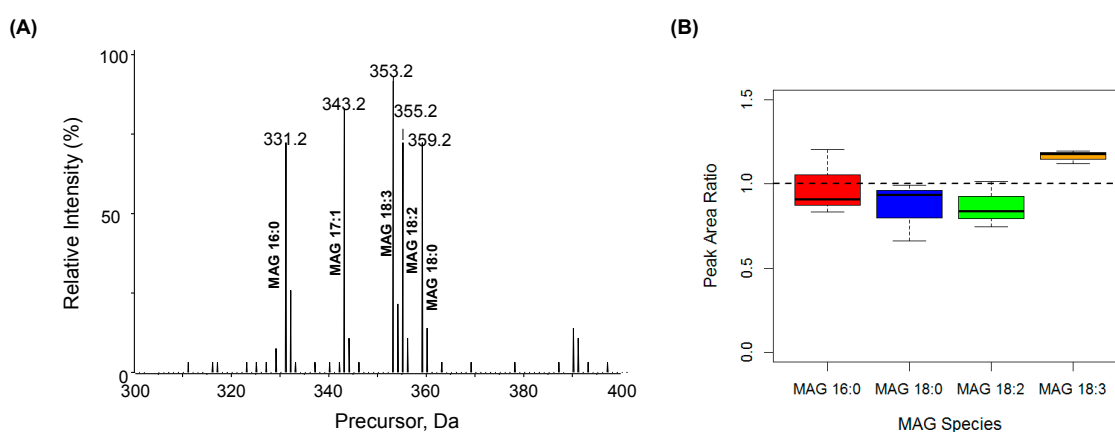 (A)
(B)
100
50
0
Relative Intensity (%)
331.2
343.2
353.2
355.2
359.2
MAG 16:0
MAG 17:1
MAG 18:3
MAG 18:2
MAG 18:0
300
320
340
360
380
400
Precursor, Da
1.5
1.0
0.5
0.0
Peak Area Ratio
MAG 16:0
MAG 18:0
MAG 18:2
MAG 18:3
MAG Species